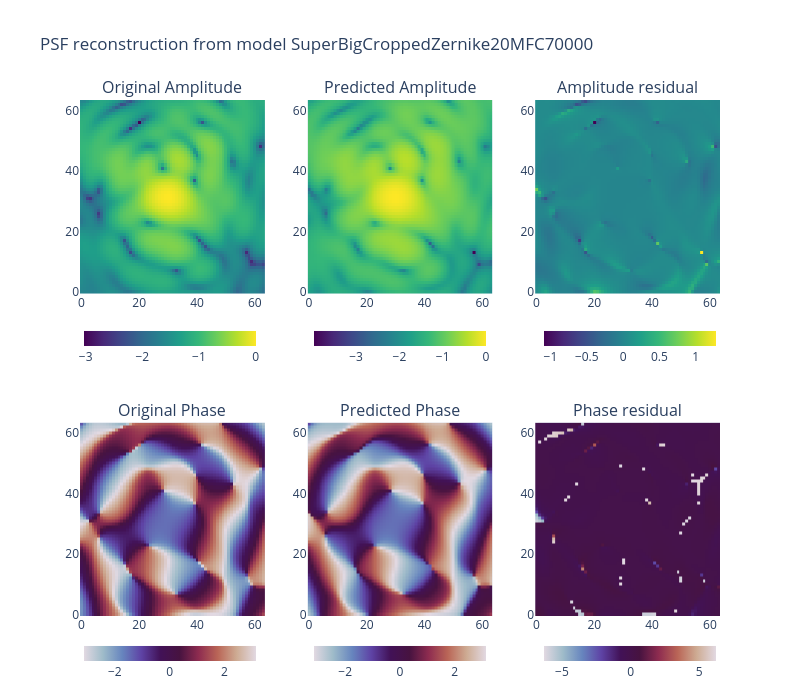 PSF reconstruction from model SuperBigCroppedZernike20MFC70000
Original Amplitude Predicted Amplitude Amplitude residual
60 60 60
40 40 40
20 20 20
0 0 0
0 20 40 60 0 20 40 60 0 20 40 60
−3 −2 −1 0 −3 −2 −1 0 −1 −0.5 0 0.5 1
Original Phase Predicted Phase Phase residual
60 60 60
40 40 40
20 20 20
0 0 0
0 20 40 60 0 20 40 60 0 20 40 60
−2 0 2 −2 0 2 −5 0 5